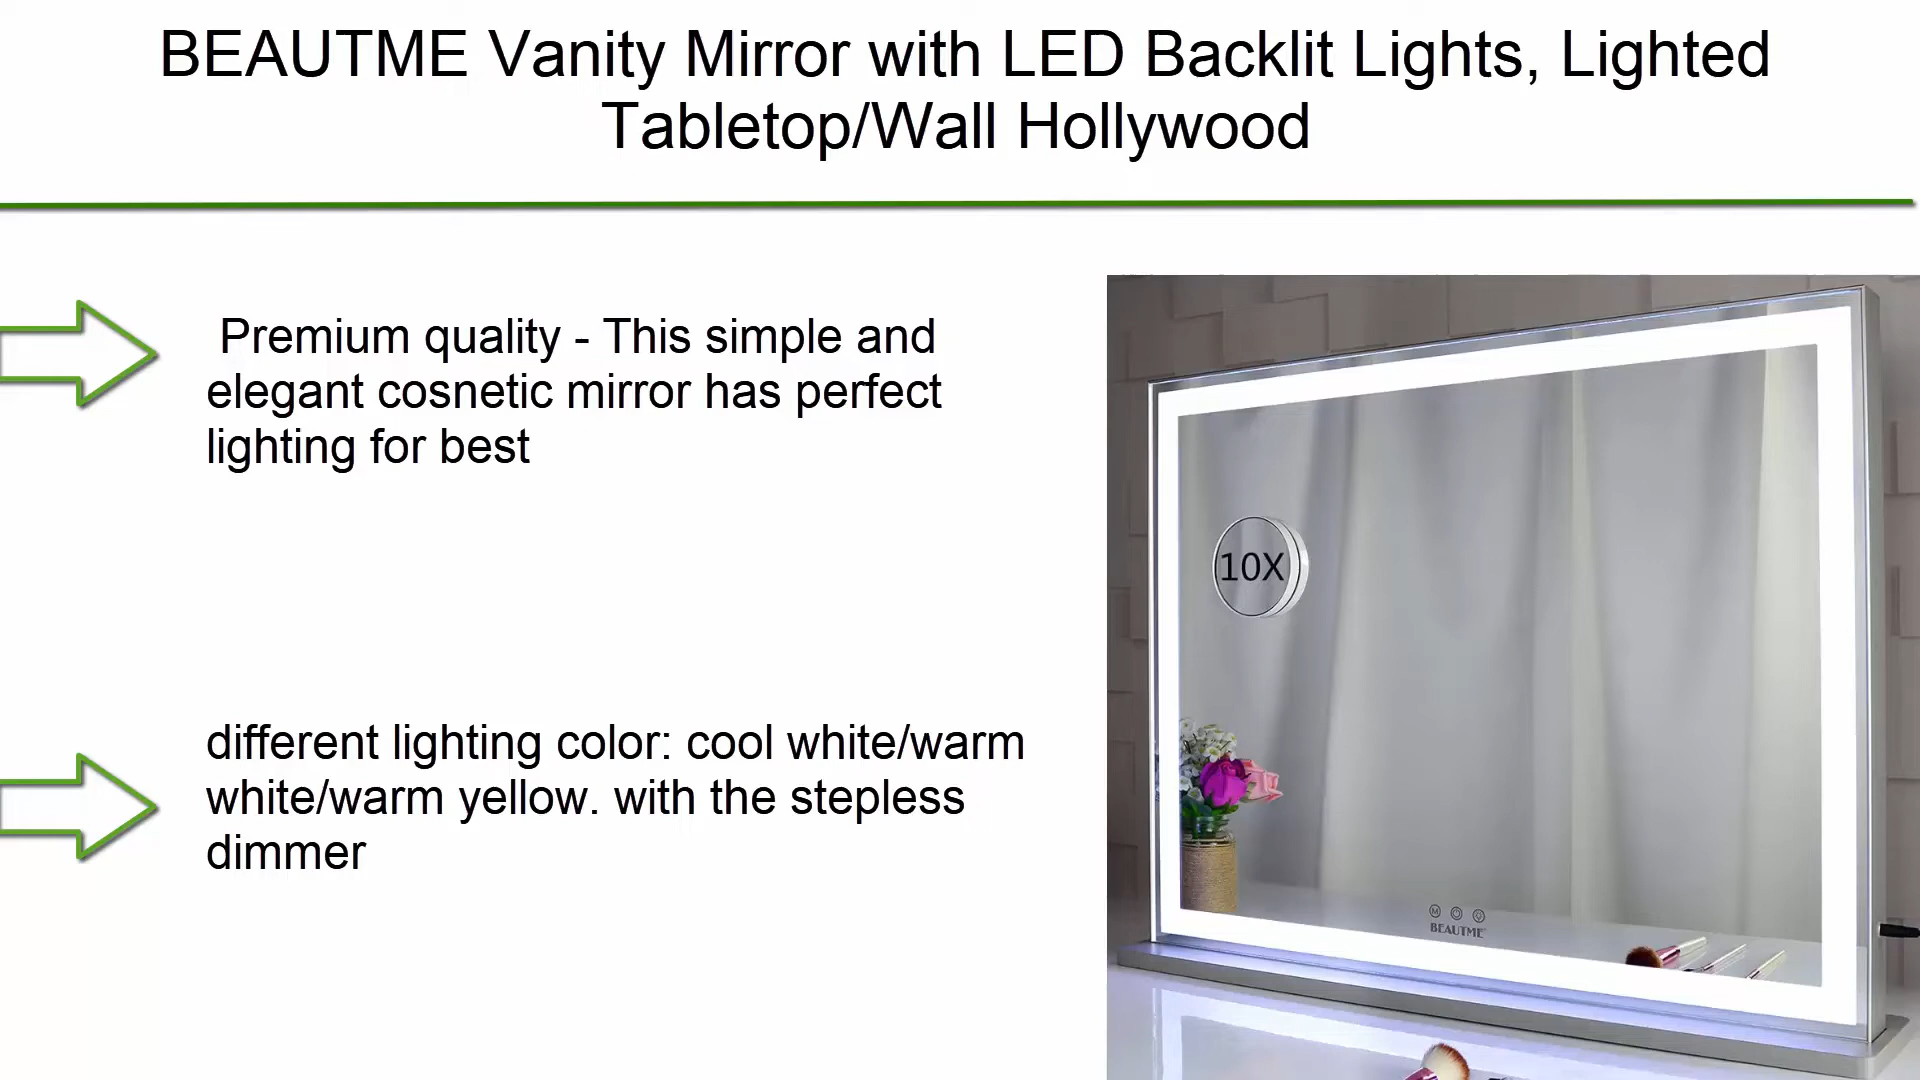 BEAUTME Vanity Mirror with LED Backlit Lights, Lighted
Tabletop/Wall Hollywood
Premium quality - This simple and
elegant cosnetic mirror has perfect
lighting for best
different lighting color: cool white/warm
white/warm yellow. with the stepless
dimmer
10X
M
BEAUTME